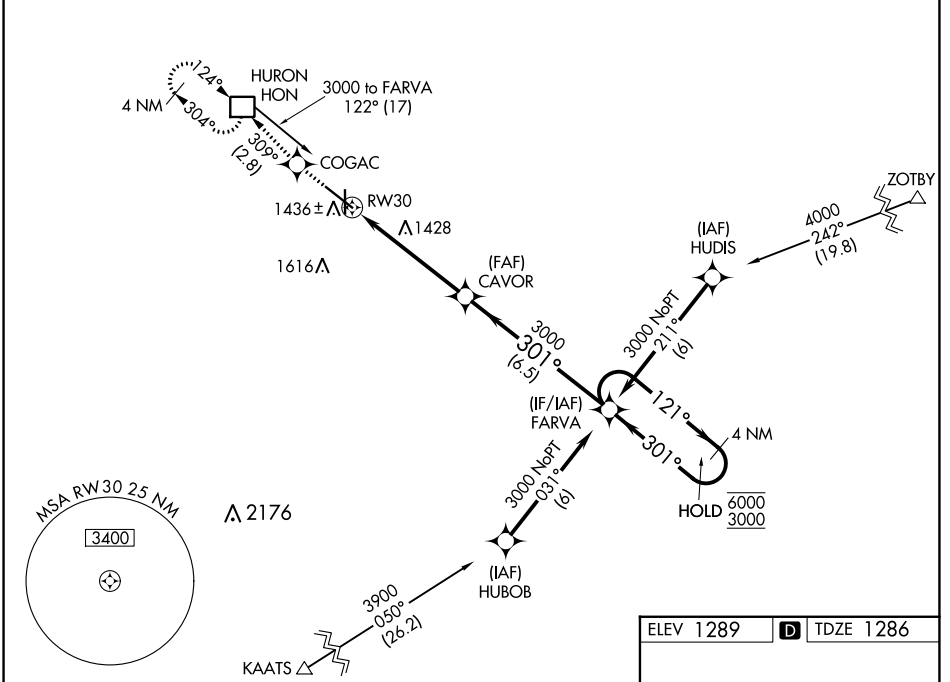 HURON
HON
124°
4 NM
304°
3000 to FARVA
122° (17)
309°
(2.8)
COGAC
1436±
RW30
1428
1616
(FAF)
CAVOR
ZOTBY
4000
242°
(19.8)
(IAF)
HUDIS
3000 NoPT
211°
(6)
3000
301°
(6.5)
(IF/IAF)
FARVA
121°
301°
4 NM
HOLD
6000
3000
3000 NoPT
031°
(6)
(IAF)
HUBOB
MSA RW30 25 NM
3400
2176
3900
050°
(26.2)
KAATS
ELEV 1289 D TDZE 1286